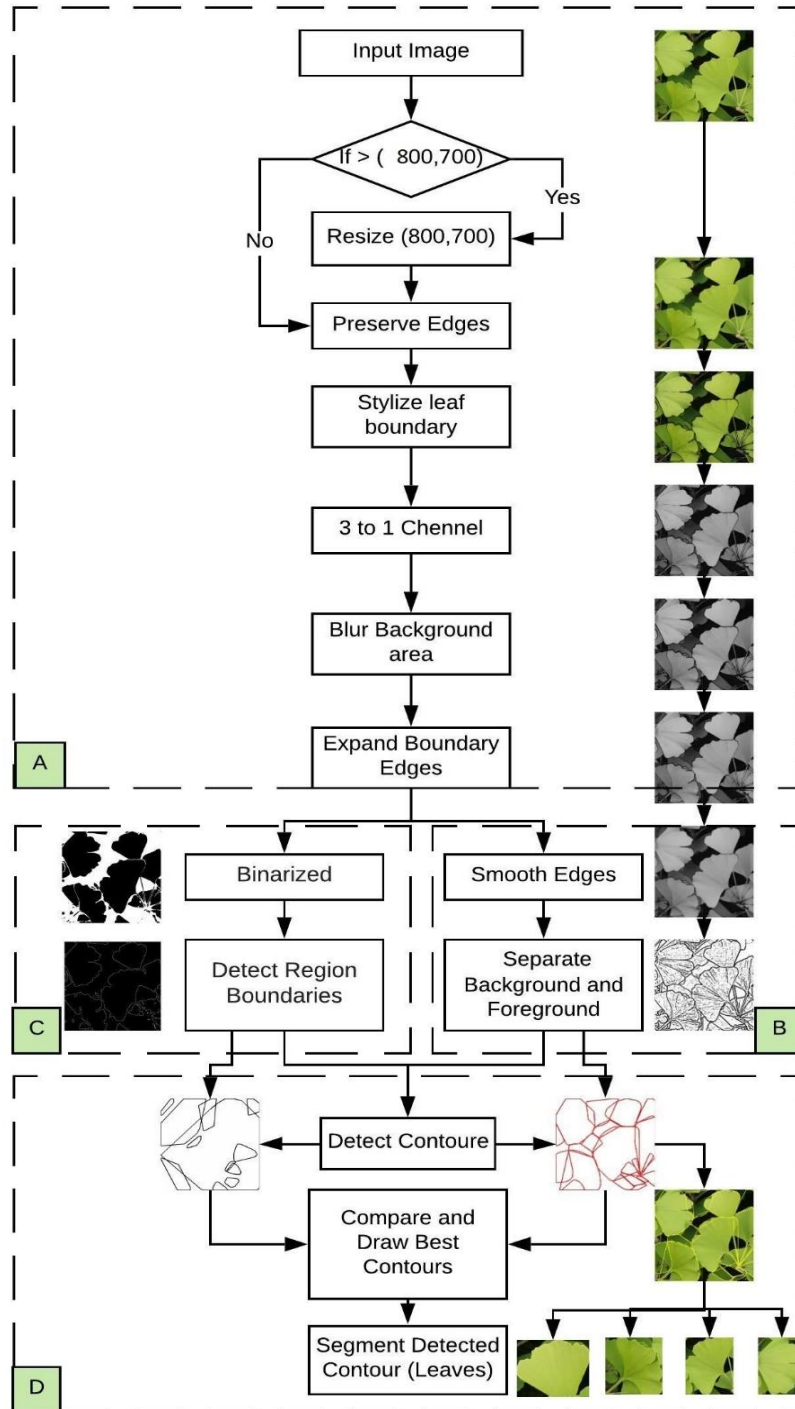 Input Image
If > ( 800,700)
Yes
No
Resize (800,700)
Preserve Edges
Stylize leaf
boundary
3 to 1 Chennel
Blur Background
area
Expand Boundary
Edges
A
Binarized
Smooth Edges
Detect Region
Boundaries
Separate
Background and
Foreground
C
B
Detect Contoure
Compare and
Draw Best
Contours
Segment Detected
Contour (Leaves)
D